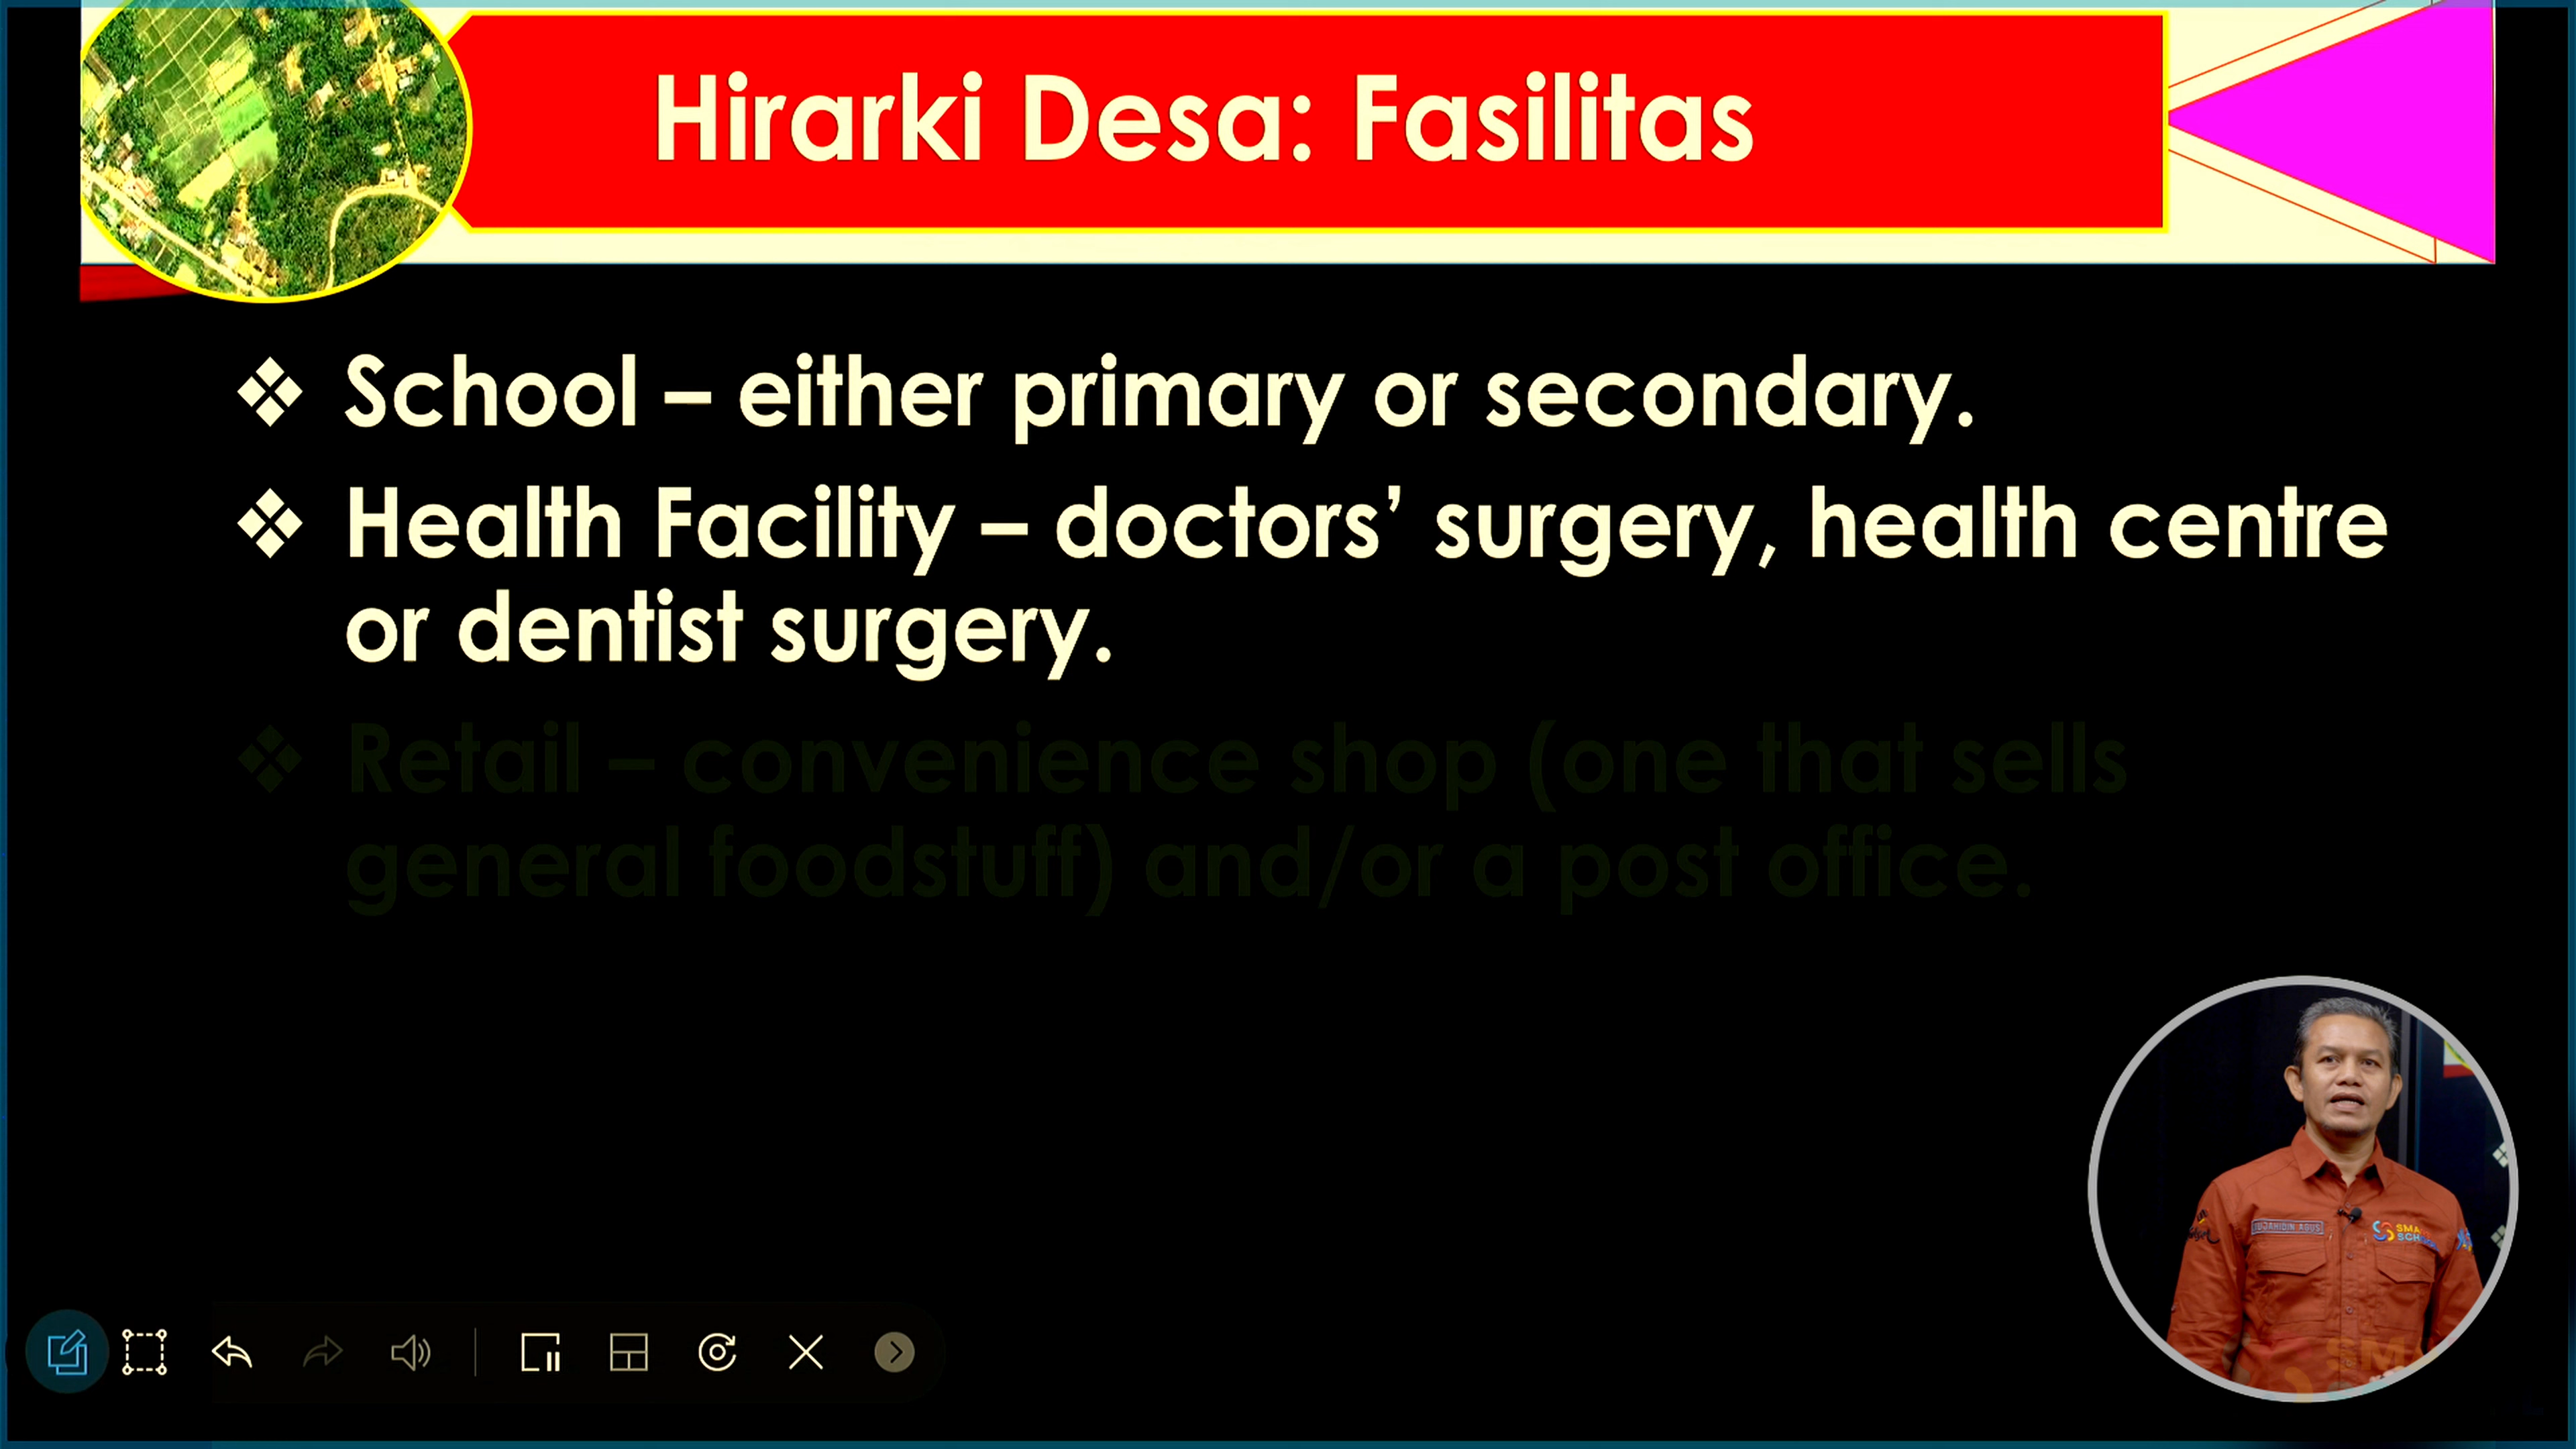 Hirarki Desa: Fasilitas
❖ School – either primary or secondary.
❖ Health Facility – doctors’ surgery, health centre
or dentist surgery.
❖ Retail – convenience shop (one that sells
general foodstuff) and/or a post office.